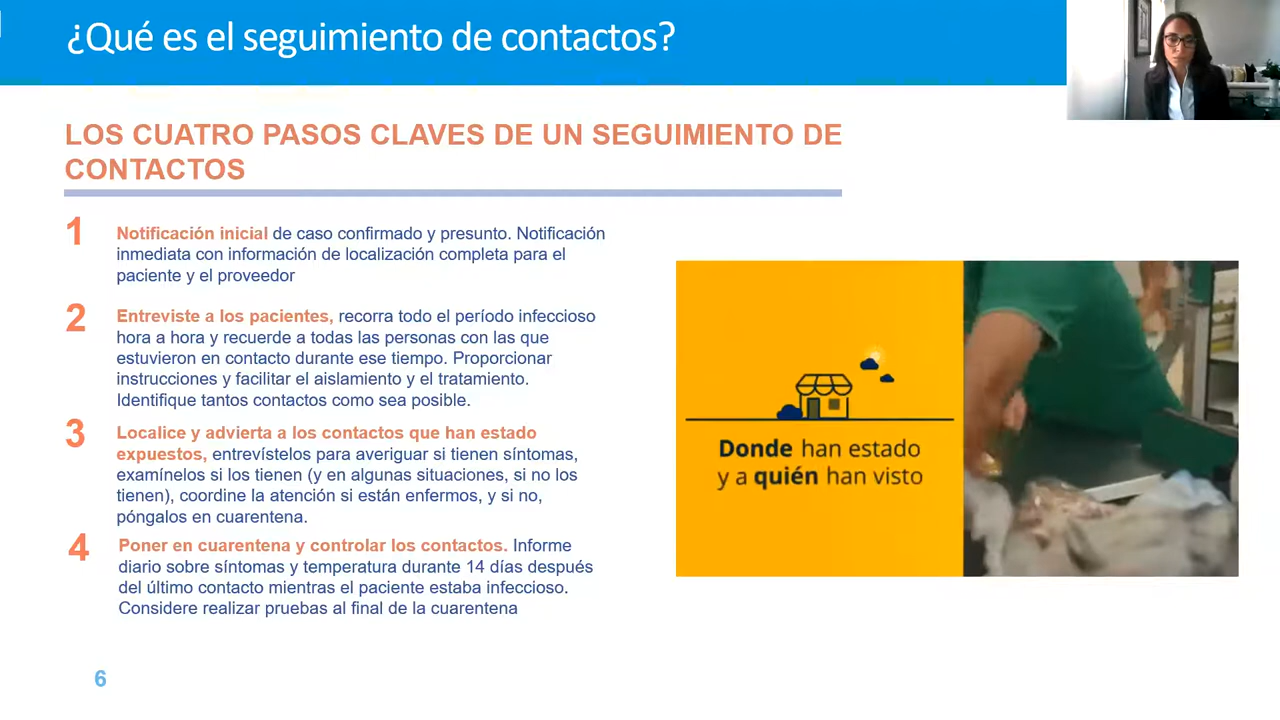 ¿Qué es el seguimiento de contactos?
LOS CUATRO PASOS CLAVES DE UN SEGUIMIENTO DE
CONTACTOS
1 Notificación inicial de caso confirmado y presunto. Notificación
inmediata con información de localización completa para el
paciente y el proveedor
2 Entreviste a los pacientes, recorra todo el período infeccioso
hora a hora y recuerde a todas las personas con las que
estuvieron en contacto durante ese tiempo. Proporcionar
instrucciones y facilitar el aislamiento y el tratamiento.
Identifique tantos contactos como sea posible.
3 Localice y advierta a los contactos que han estado
expuestos, entrevístelos para averiguar si tienen síntomas,
examínelos si los tienen (y en algunas situaciones, si no los
tienen), coordine la atención si están enfermos, y si no,
póngalos en cuarentena.
4 Poner en cuarentena y controlar los contactos. Informe
diario sobre síntomas y temperatura durante 14 días después
del último contacto mientras el paciente estaba infeccioso.
Considere realizar pruebas al final de la cuarentena
Donde han estado
y a quién han visto
6